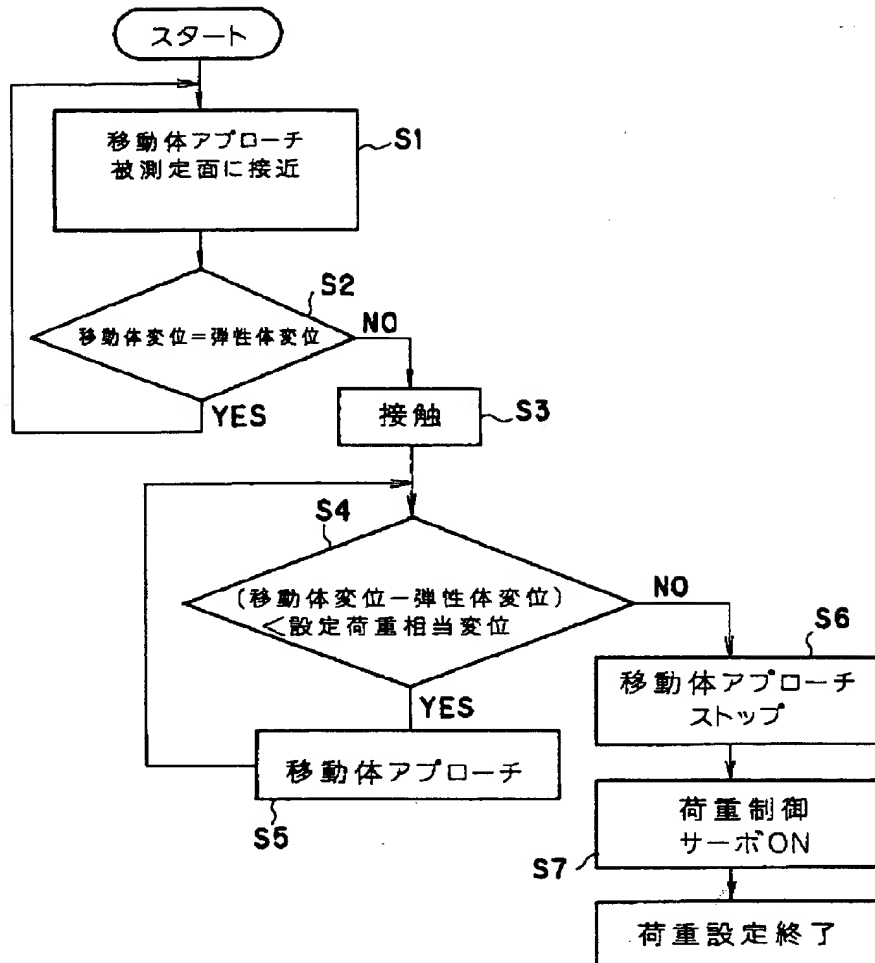 スタート
移動体アプローチ
被測定面に接近
S1
S2
移動体変位=弾性体変位
NO
YES
接触
S3
S4
(移動体変位-弾性体変位)
<設定荷重相当変位
NO
YES
S6
移動体アプローチ
ストップ
移動体アプローチ
S5
荷重制御
サーボON
S7
荷重設定終了